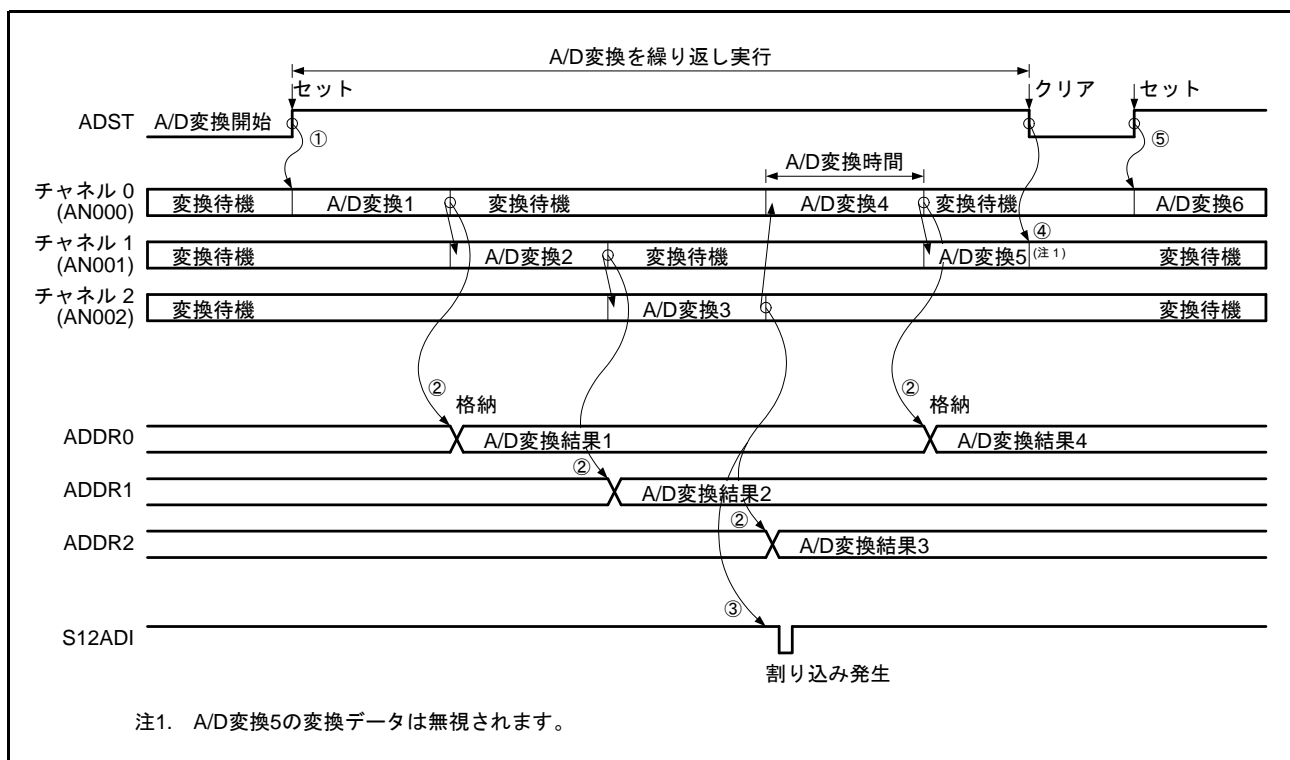 A/D変換を繰り返し実行
セット クリア セット
ADST A/D変換開始 ① ⑤
A/D変換時間
チャネル 0
(AN000) 変換待機 A/D変換1 変換待機 A/D変換4 変換待機 A/D変換6
④
チャネル 1
(AN001) 変換待機 A/D変換2 変換待機 A/D変換5 (注1) 変換待機
チャネル 2
(AN002) 変換待機 A/D変換3 変換待機
② 格納 ② 格納
ADDR0 A/D変換結果1 A/D変換結果4
②
ADDR1 A/D変換結果2
②
ADDR2 A/D変換結果3
③
S12ADI
割り込み発生
注1. A/D変換5の変換データは無視されます。